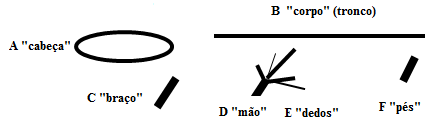 B "corpo" (tronco)
A "cabeça"
C "braço"
D "mão"
E "dedos"
F "pés"